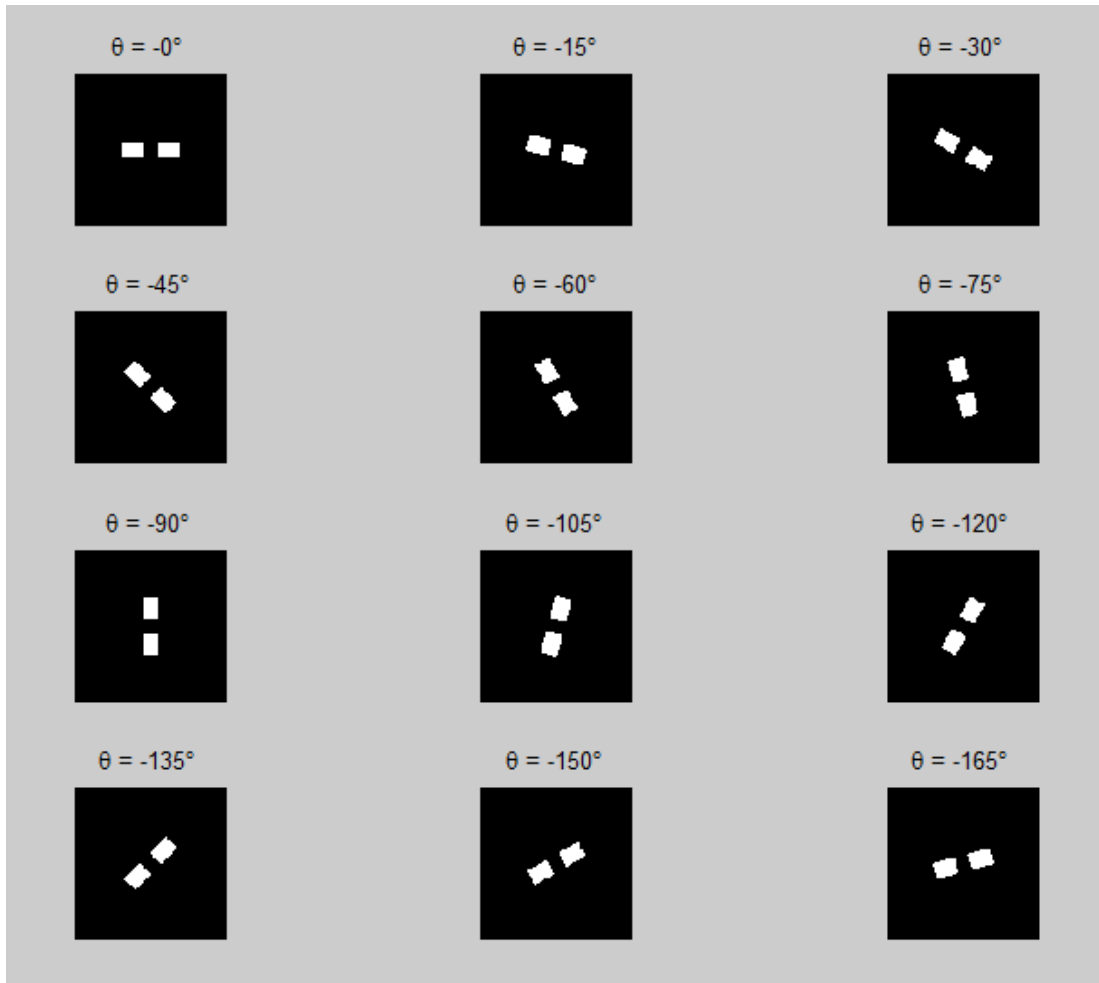 θ = -0°
θ = -15°
θ = -30°
θ = -45°
θ = -60°
θ = -75°
θ = -90°
θ = -105°
θ = -120°
θ = -135°
θ = -150°
θ = -165°